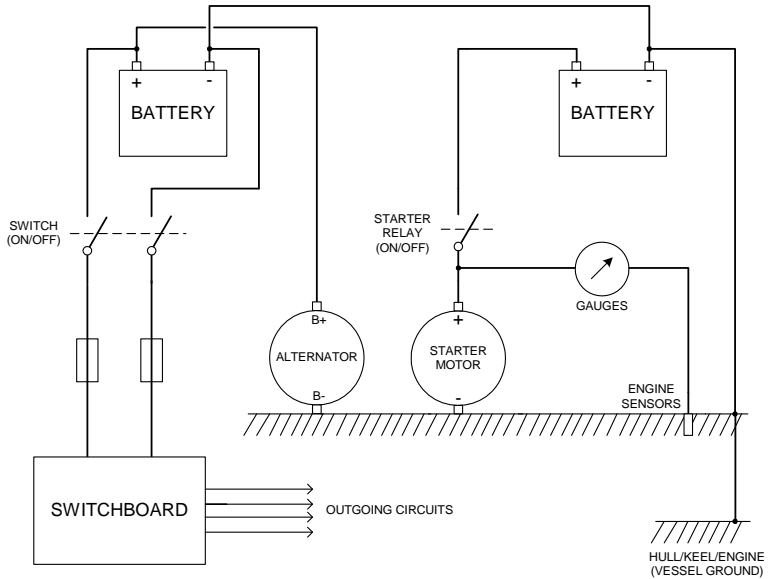 + -
BATTERY
+ -
BATTERY
SWITCH
(ON/OFF)
STARTER
RELAY
(ON/OFF)
GAUGES
B+
ALTERNATOR
B-
+
STARTER
MOTOR
-
ENGINE
SENSORS
SWITCHBOARD
OUTGOING CIRCUITS
HULL/KEEL/ENGINE
(VESSEL GROUND)